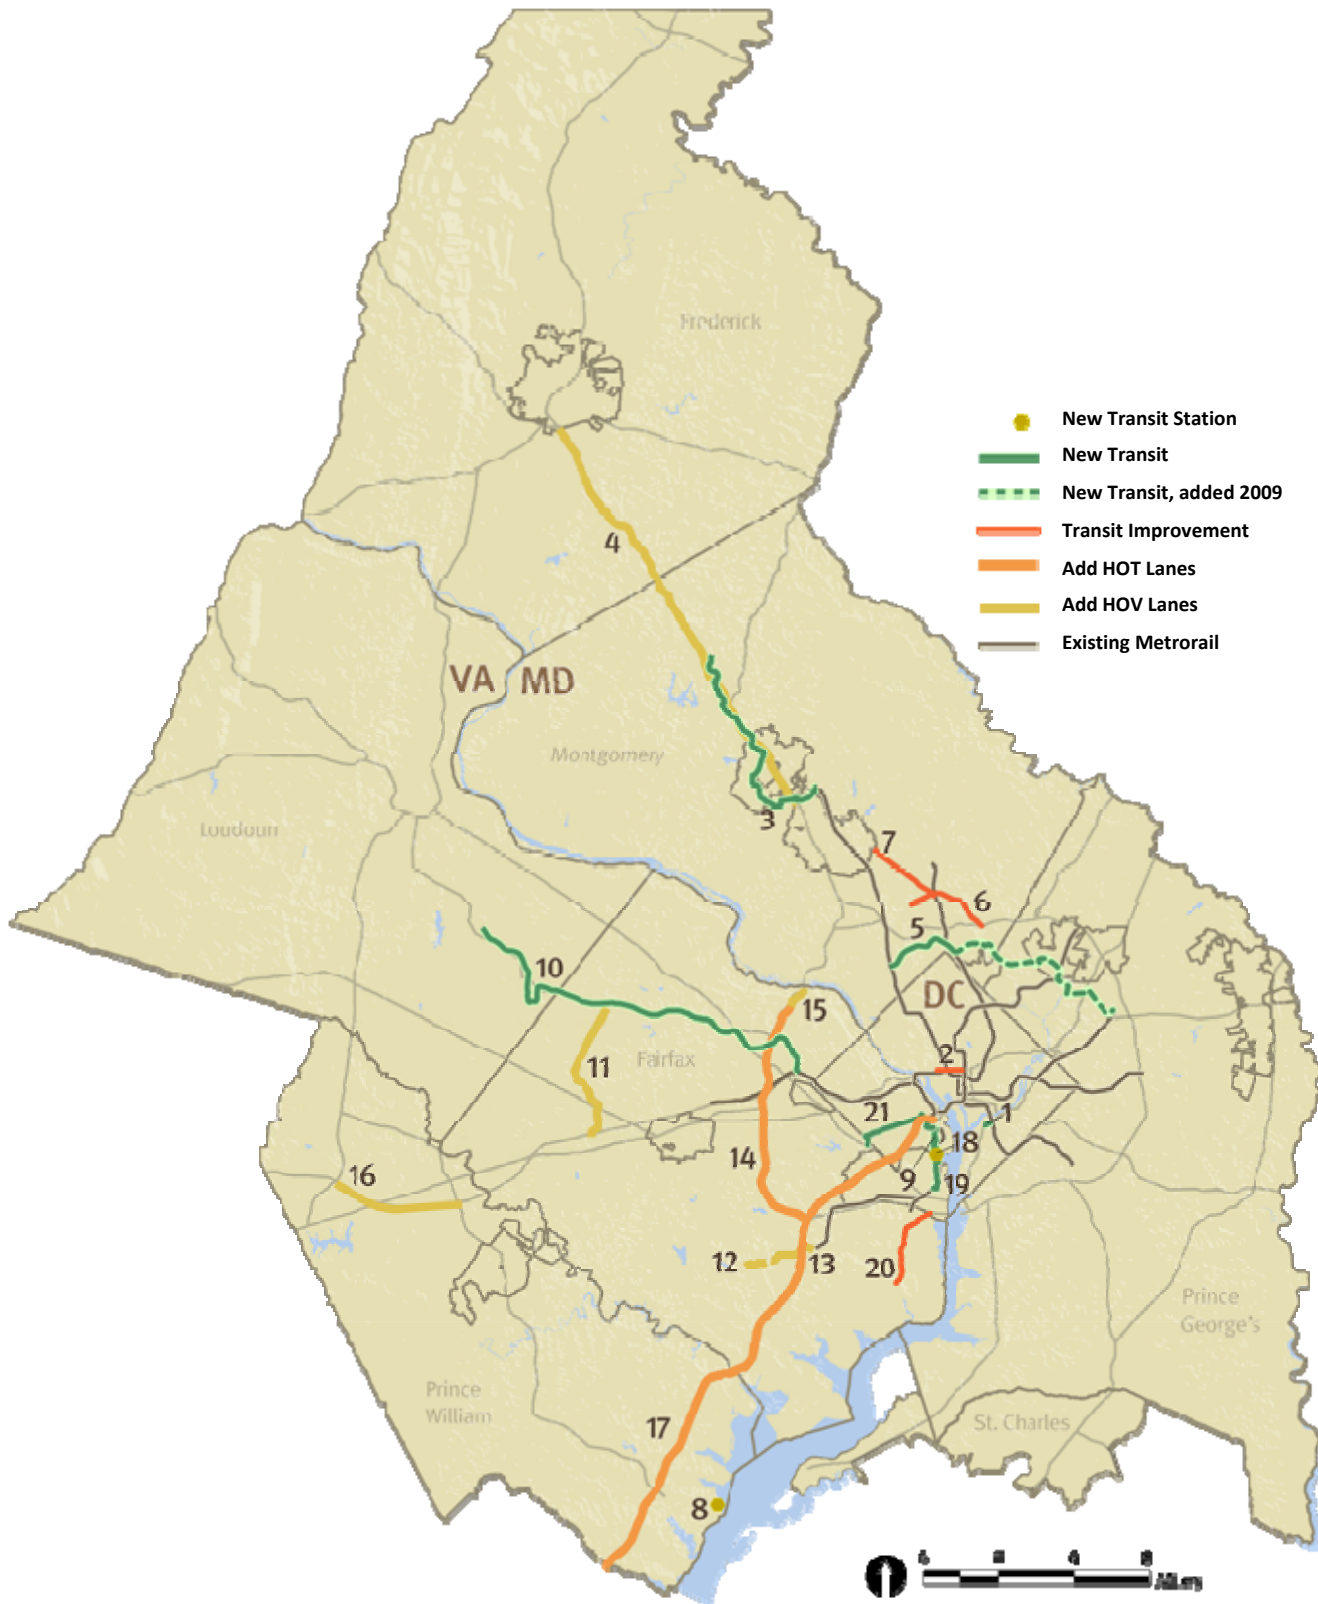 Frederick
New Transit Station
New Transit
New Transit, added 2009
Transit Improvement
Add HOT Lanes
Add HOV Lanes
Existing Metrorail
4
VA
MD
Montgomery
Loudoun
3
7
6
5
10
DC
15
11
Fairfax
2
21
1
18
14
9
19
16
12
13
20
Prince
George's
Prince
William
17
St. Charles
8